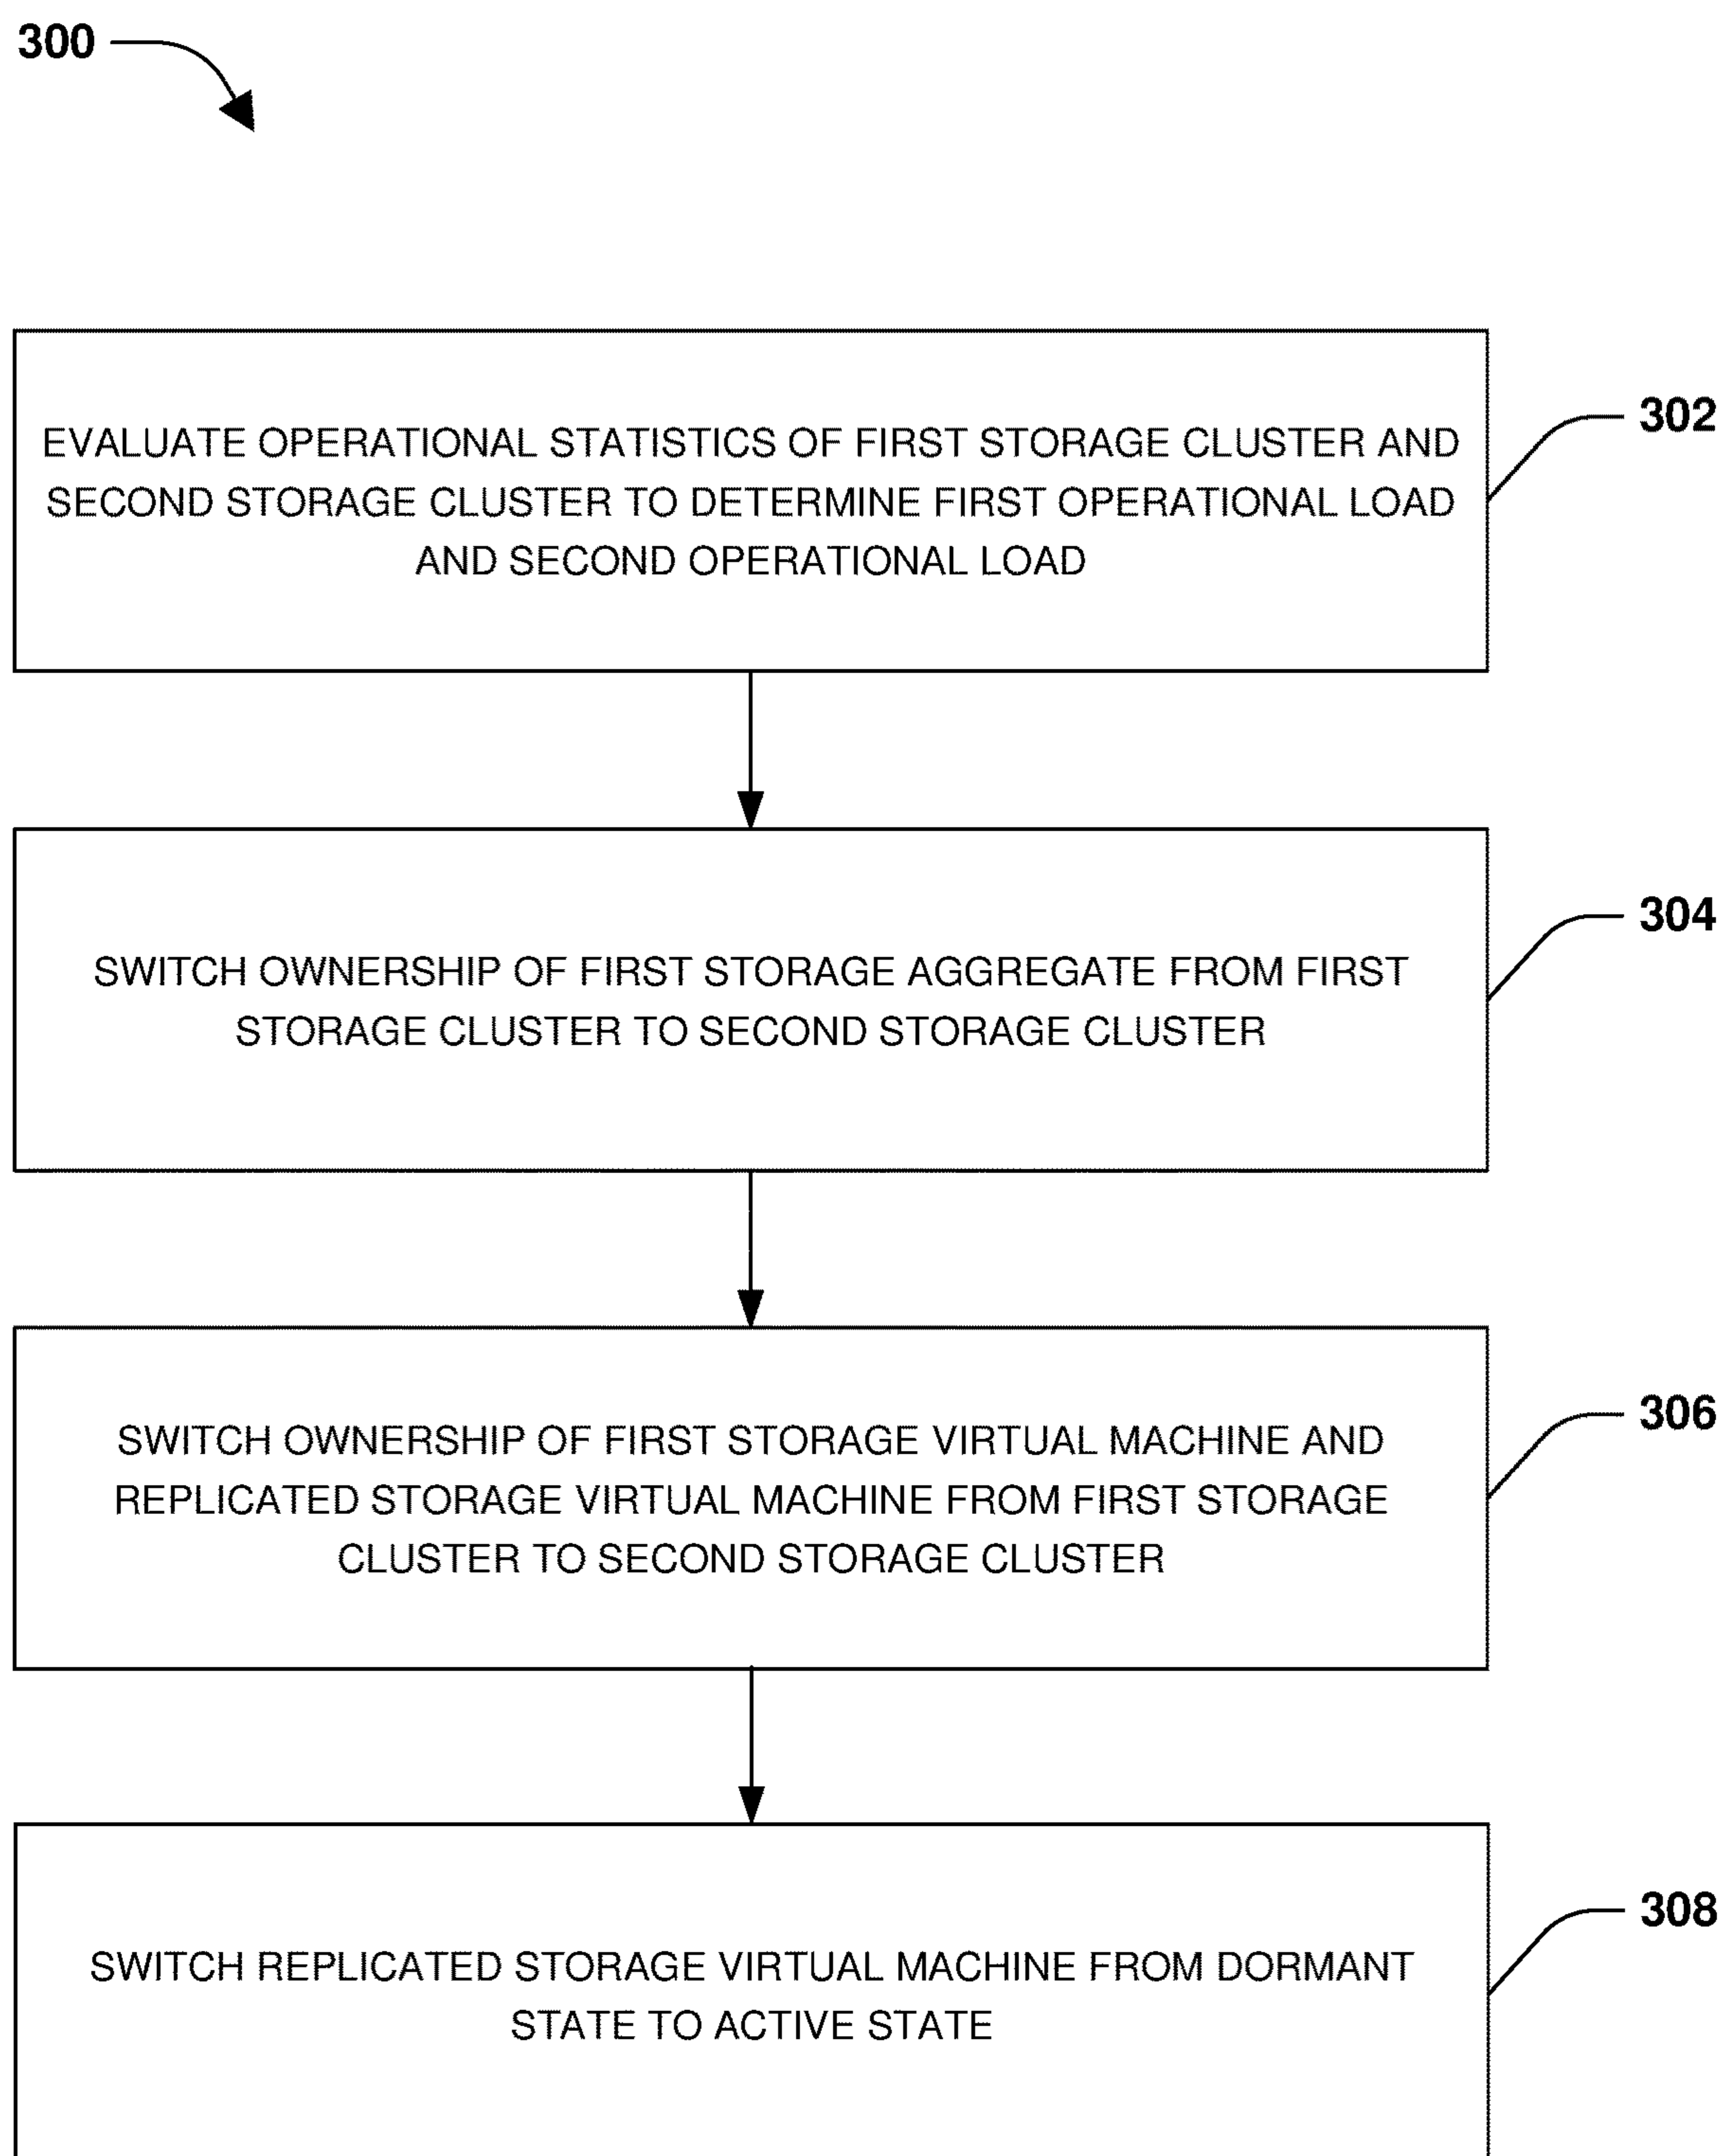 300
EVALUATE OPERATIONAL STATISTICS OF FIRST STORAGE CLUSTER AND
SECOND STORAGE CLUSTER TO DETERMINE FIRST OPERATIONAL LOAD
AND SECOND OPERATIONAL LOAD
302
SWITCH OWNERSHIP OF FIRST STORAGE AGGREGATE FROM FIRST
STORAGE CLUSTER TO SECOND STORAGE CLUSTER
304
SWITCH OWNERSHIP OF FIRST STORAGE VIRTUAL MACHINE AND
REPLICATED STORAGE VIRTUAL MACHINE FROM FIRST STORAGE
CLUSTER TO SECOND STORAGE CLUSTER
306
SWITCH REPLICATED STORAGE VIRTUAL MACHINE FROM DORMANT
STATE TO ACTIVE STATE
308